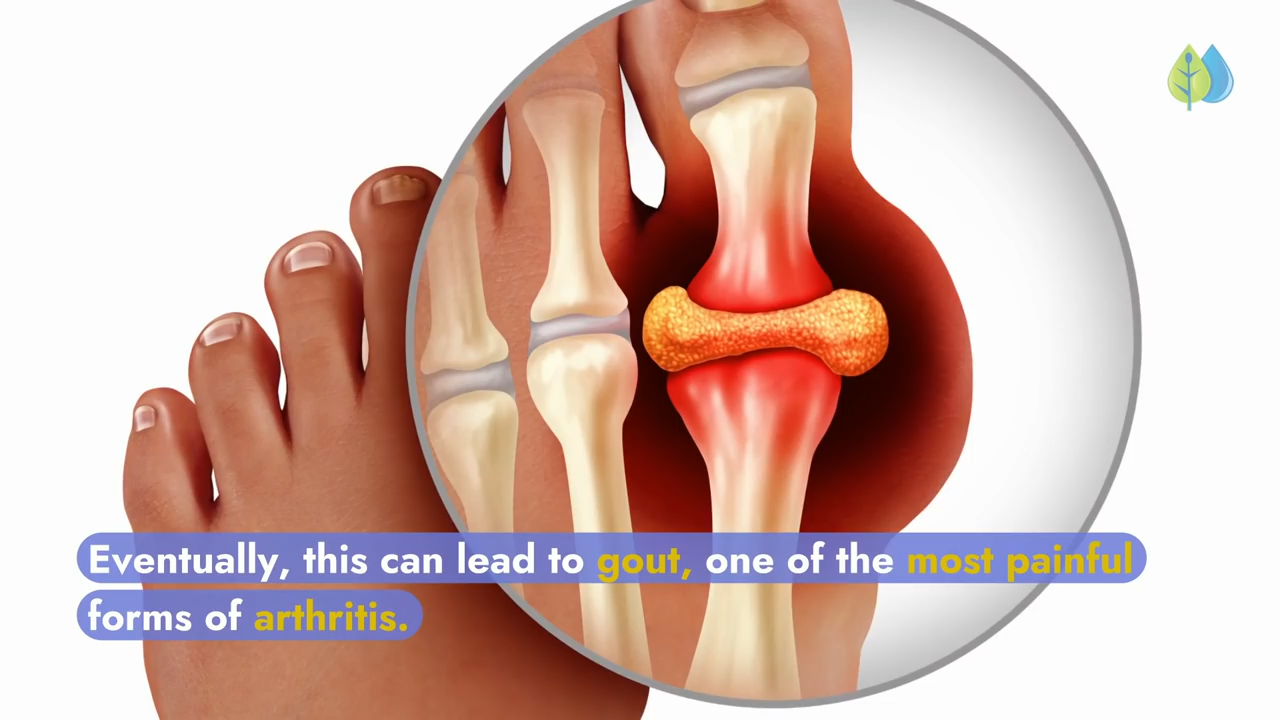 Eventually, this can lead to gout, one of the most painful
forms of arthritis.